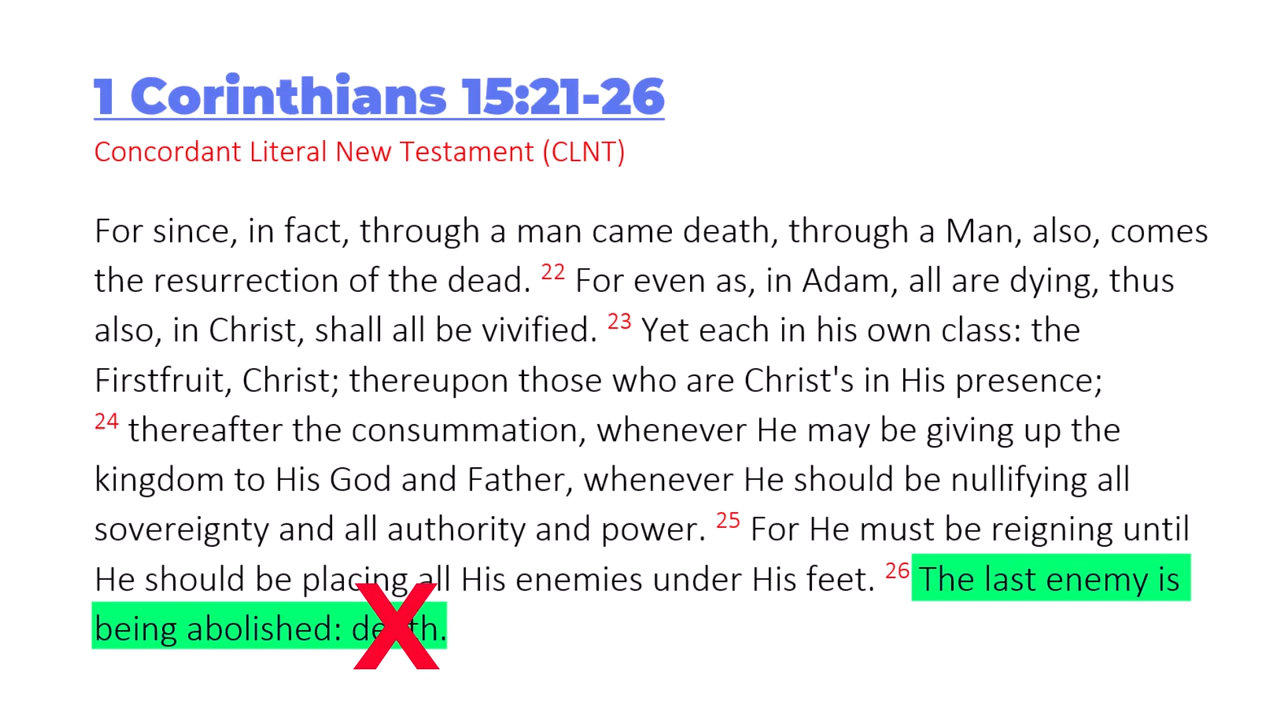 1 Corinthians 15:21-26
Concordant Literal New Testament (CLNT)
For since, in fact, through a man came death, through a Man, also, comes
the resurrection of the dead. 22 For even as, in Adam, all are dying, thus
also, in Christ, shall all be vivified. 23 Yet each in his own class: the
Firstfruit, Christ; thereupon those who are Christ's in His presence;
24 thereafter the consummation, whenever He may be giving up the
kingdom to His God and Father, whenever He should be nullifying all
sovereignty and all authority and power. 25 For He must be reigning until
He should be placing all His enemies under His feet. 26 The last enemy is
being abolished: death.